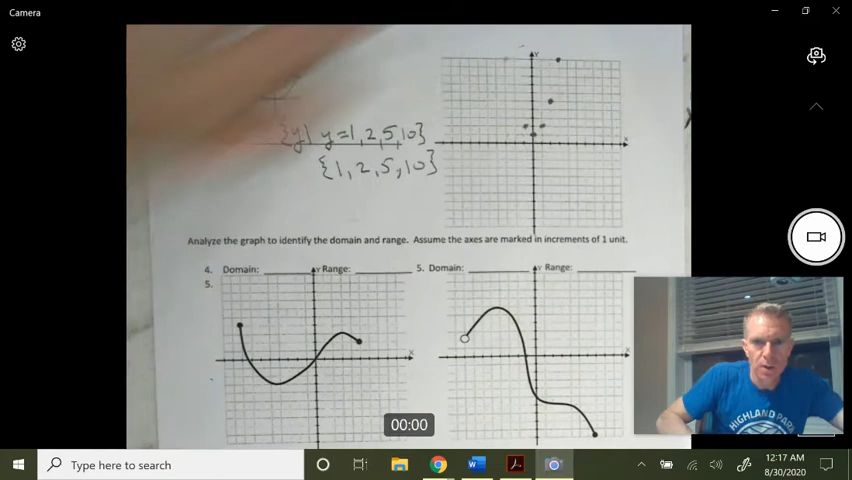 Camera
Y
{y| y=1,2,5,10}
{1,2,5,10}
X
Analyze the graph to identify the domain and range. Assume the axes are marked in increments of 1 unit.
4. Domain: ________ Y Range: ________ 5. Domain: ________ Y Range: ________
5.
X
X
00:00
HIGHLAND PARK
Type here to search
12:17 AM
8/30/2020